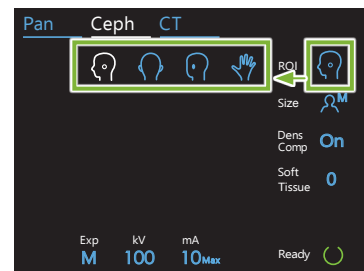 Pan Ceph CT
ROI
Size M
Dens
Comp On
Soft
Tissue 0
Exp kV mA
M 100 10Max Ready